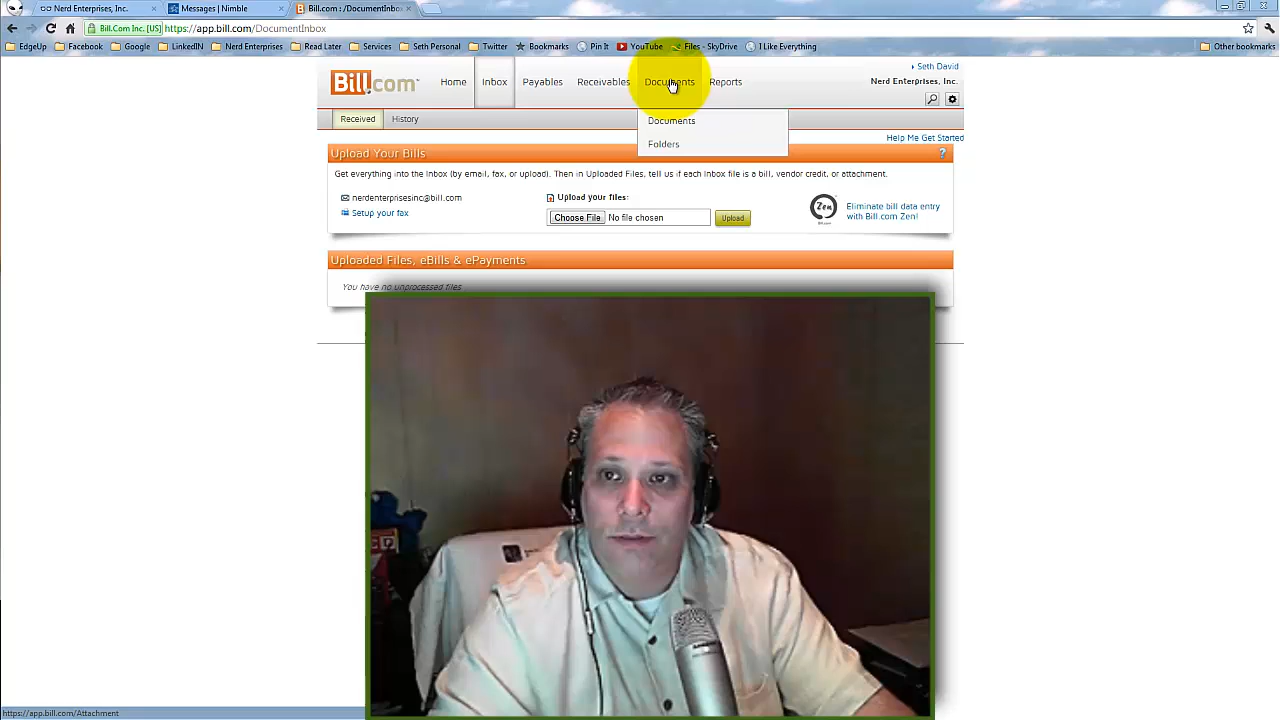 Nerd Enterprises, Inc. × Messages | Nimble × Bill.com : /DocumentInbo ×
Bill.Com Inc. [US] https://app.bill.com/DocumentInbox
EdgeUp Facebook Google LinkedIN Nerd Enterprises Read Later Services Seth Personal Twitter Bookmarks Pin It YouTube Files - SkyDrive I Like Everything Other bookmarks
Seth David
Bill.com Home Inbox Payables Receivables Documents Reports Nerd Enterprises, Inc.
Received History Documents
Help Me Get Started
Folders
Upload Your Bills ?
Get everything into the Inbox (by email, fax, or upload). Then in Uploaded Files, tell us if each Inbox file is a bill, vendor credit, or attachment.
nerdenterprisesinc@bill.com Upload your files:
Zen Eliminate bill data entry
Setup your fax Choose File No file chosen Upload with Bill.com Zen!
Uploaded Files, eBills & ePayments
You have no unprocessed files
https://app.bill.com/Attachment